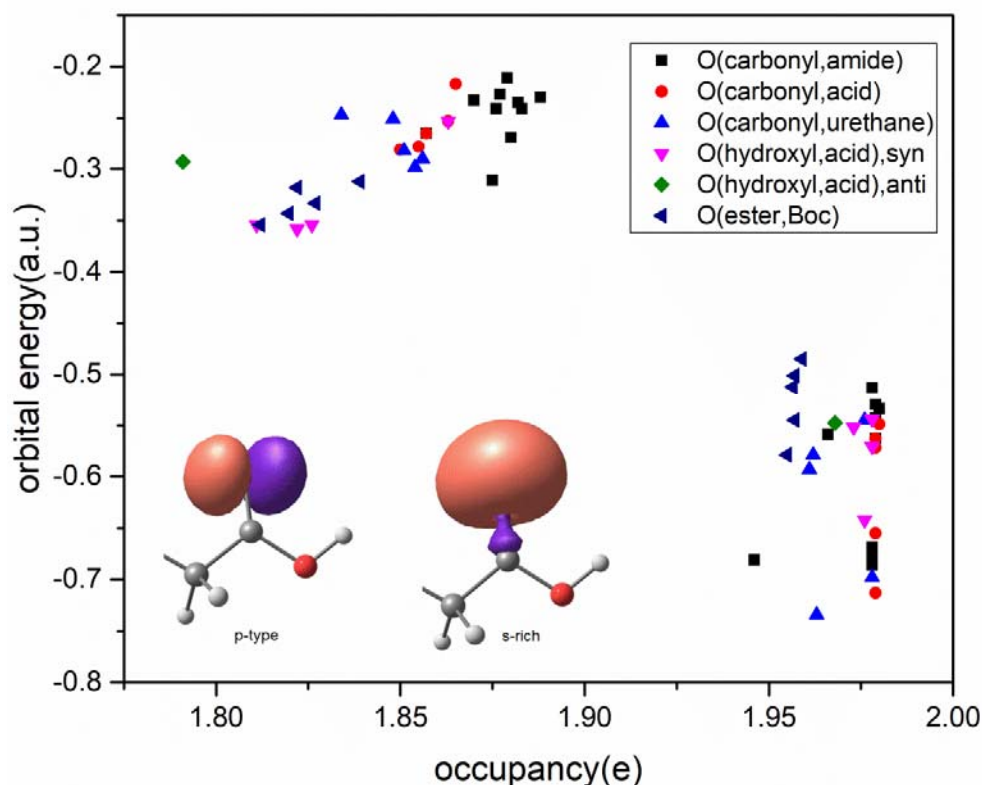 O(carbonyl,amide)
O(carbonyl,acid)
O(carbonyl,urethane)
O(hydroxyl,acid),syn
O(hydroxyl,acid),anti
O(ester,Boc)
orbital energy(a.u.)
-0.2
-0.3
-0.4
-0.5
-0.6
-0.7
-0.8
p-type
s-rich
1.80
1.85
1.90
1.95
2.00
occupancy(e)